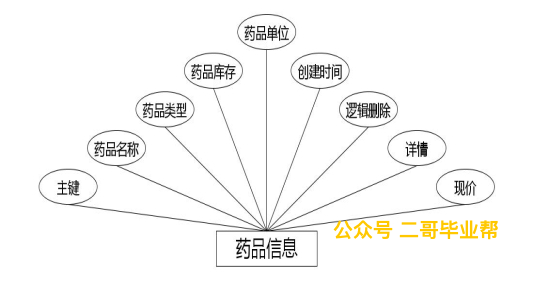 药品单位
药品库存
创建时间
药品类型
逻辑删除
药品名称
详情
主键
现价
公众号 二哥毕业帮
药品信息